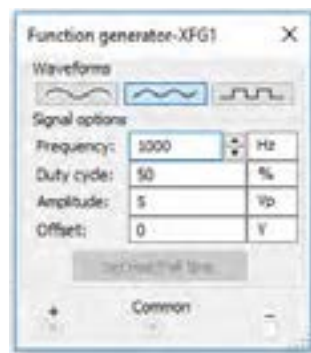 Function generator-XFG1
Waveforms
Signal options
Frequency: 1000 Hz
Duty cycle: 50 %
Amplitude: 5 Vp
Offset: 0 V
+ Common -